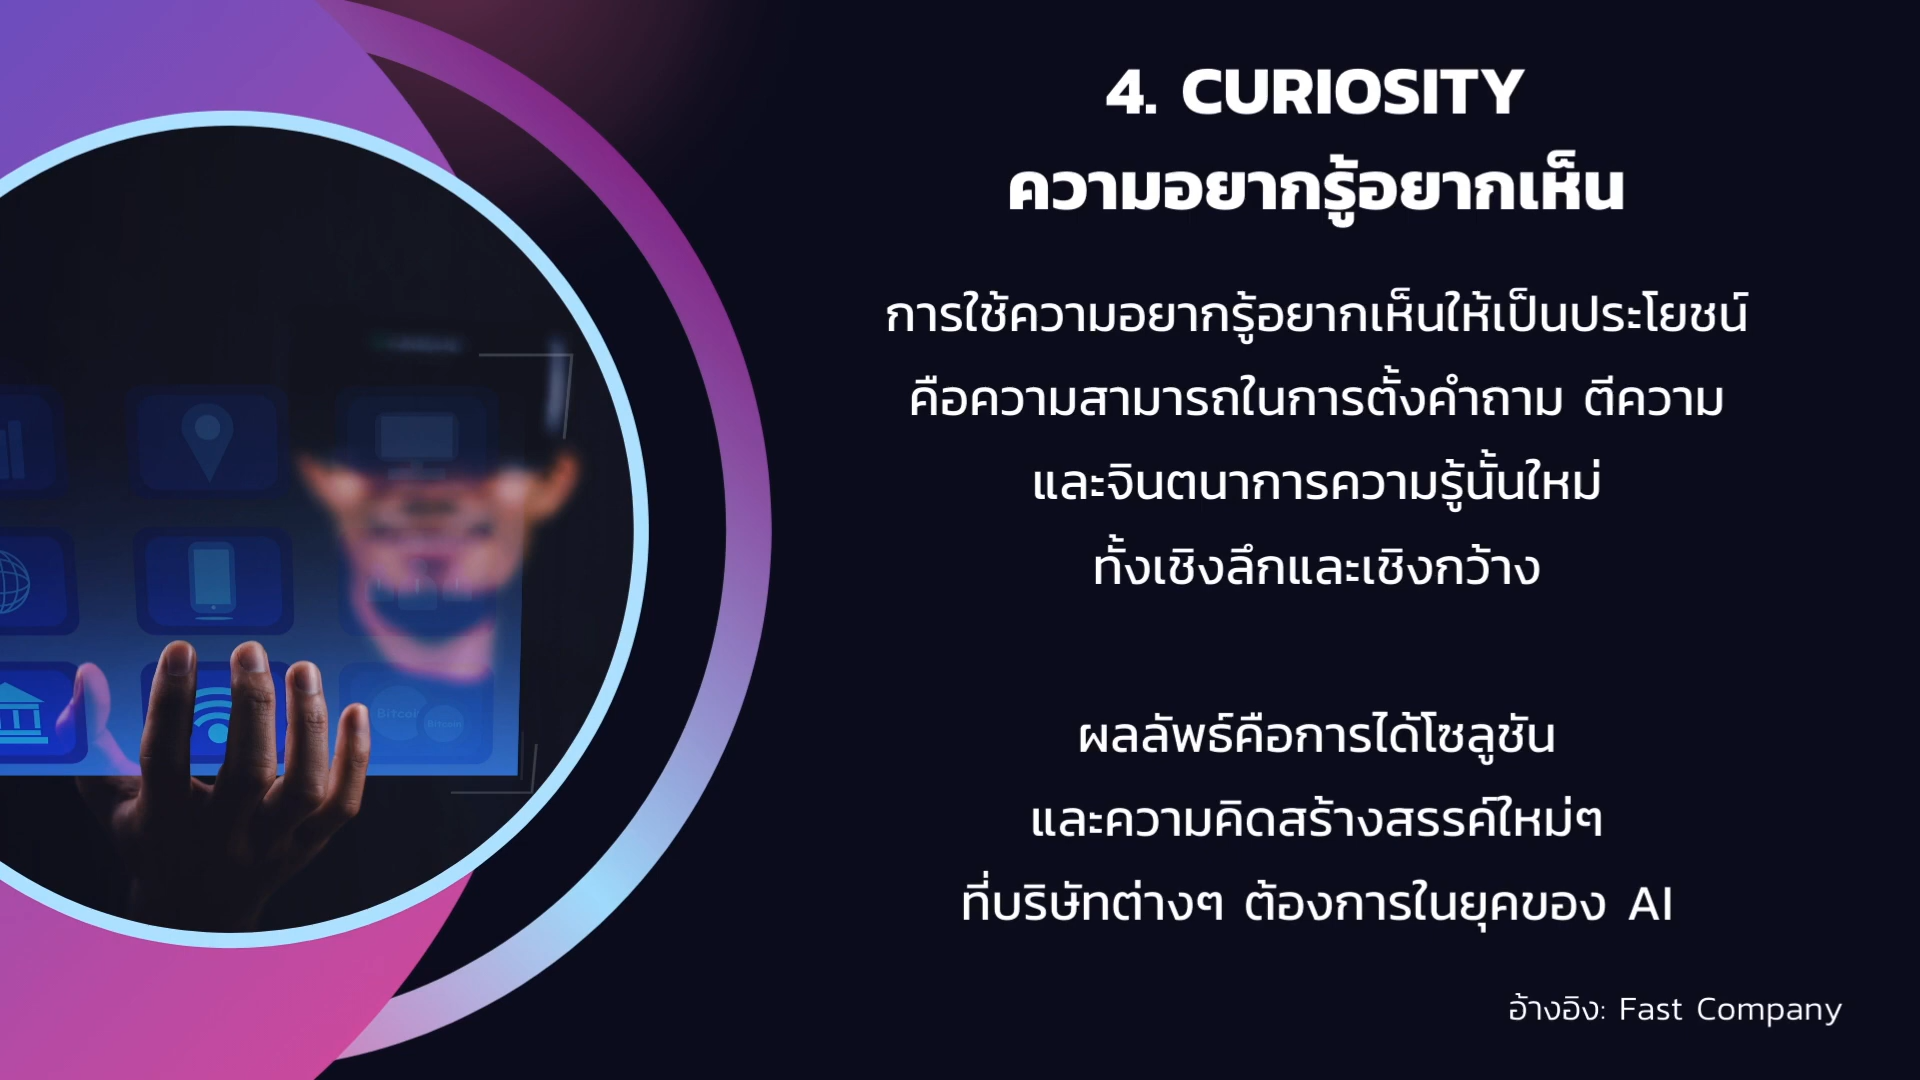 4. CURIOSITY
ความอยากรู้อยากเห็น
การใช้ความอยากรู้อยากเห็นให้เป็นประโยชน์
คือความสามารถในการตั้งคำถาม ตีความ
และจินตนาการความรู้นั้นใหม่
ทั้งเชิงลึกและเชิงกว้าง
ผลลัพธ์คือการได้โซลูชัน
และความคิดสร้างสรรค์ใหม่ๆ
ที่บริษัทต่างๆ ต้องการในยุคของ AI
อ้างอิง: Fast Company
Bitcoin
Bitcoin